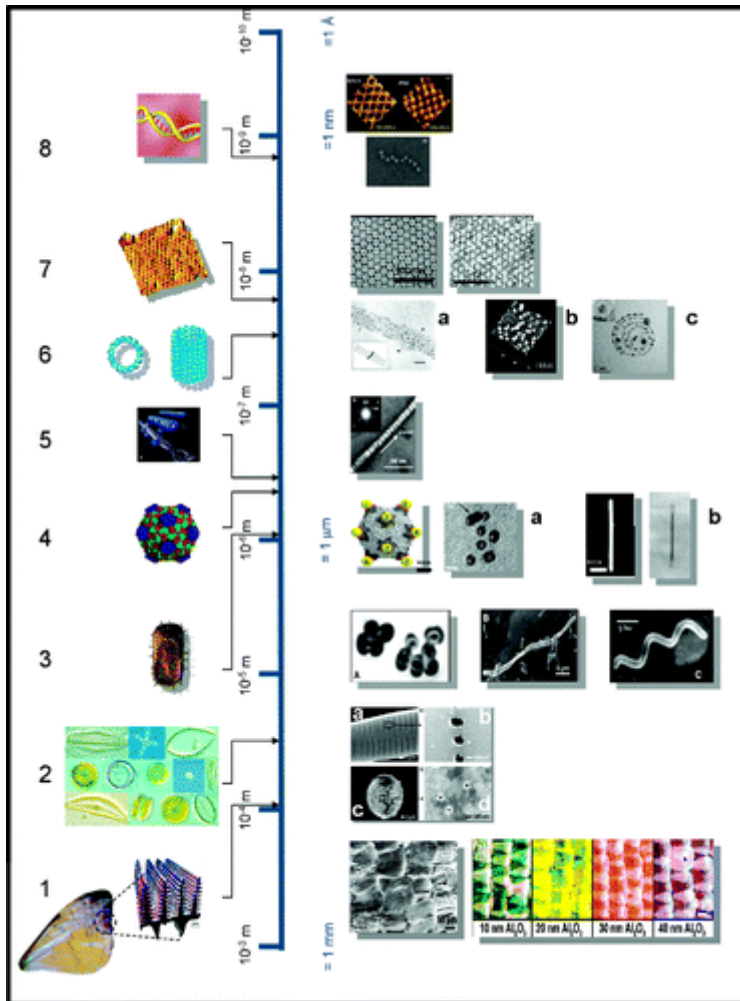 10⁻¹⁰ m
=1 Å
8
10⁻⁹ m
=1 nm
7
10⁻⁸ m
a
b
c
6
10⁻⁷ m
5
4
10⁻⁶ m
=1 µm
a
b
3
10⁻⁵ m
A
B
C
2
a
b
c
10⁻⁴ m
1
10⁻³ m
=1 mm
10 nm Al₂O₃
20 nm Al₂O₃
30 nm Al₂O₃
40 nm Al₂O₃